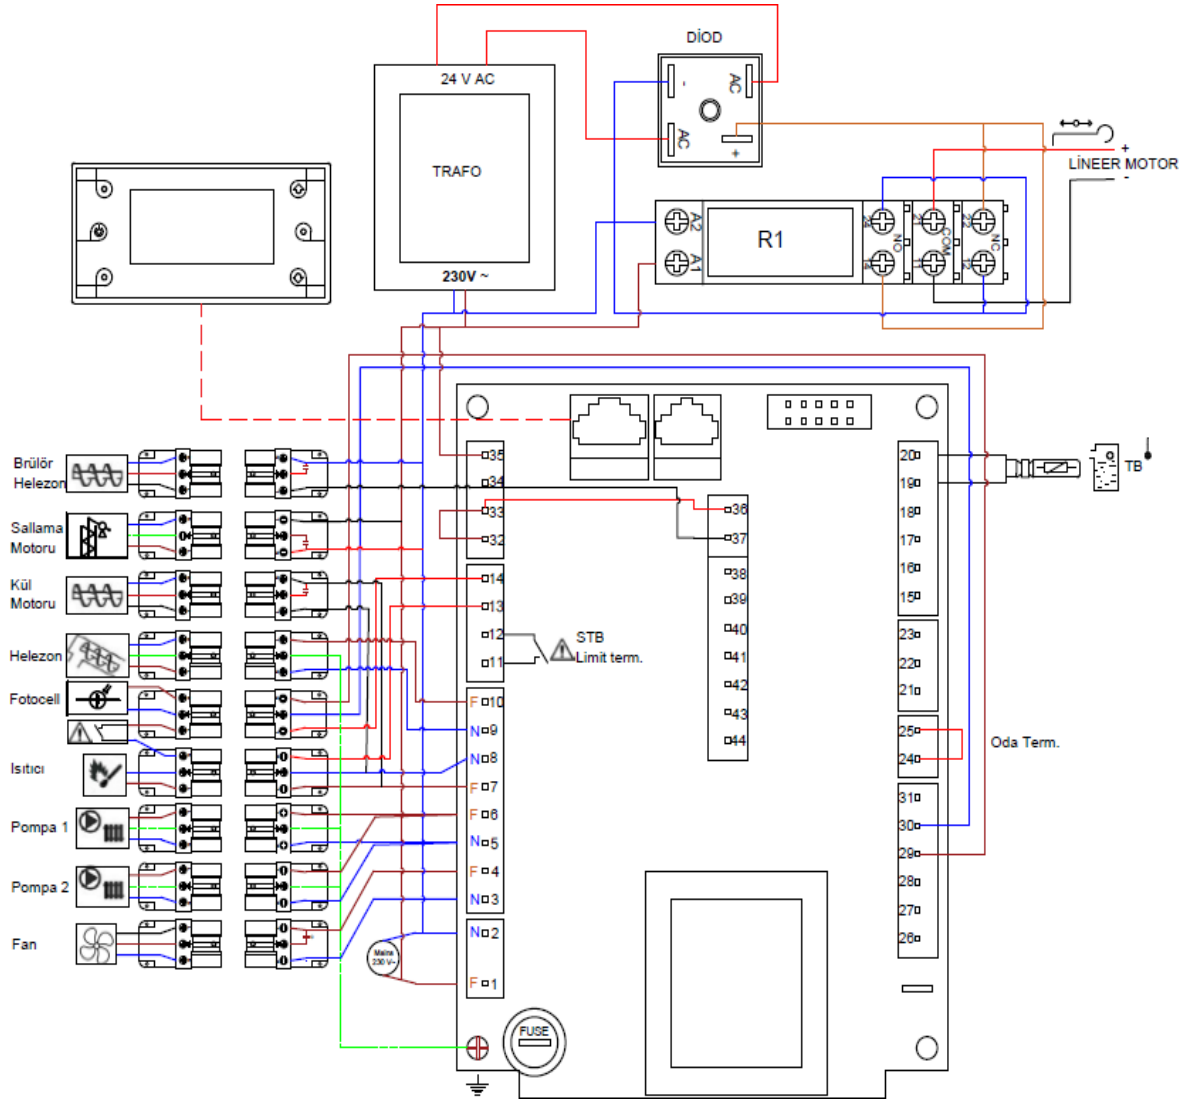 DİOD
24 V AC
TRAFO
230V ~
-
AC
AC
+
+
LİNEER MOTOR
-
A2
A1
R1
24
14
NO
21
11
COM
22
12
NC
Brülör
Helezon
Sallama
Motoru
Kül
Motoru
Helezon
Fotocell
Isıtıcı
Pompa 1
Pompa 2
Fan
35
34
33
32
14
13
12
11
STB
Limit term.
F 10
N 9
N 8
F 7
F 6
N 5
F 4
N 3
N 2
F 1
Mains
230 V~
FUSE
36
37
38
39
40
41
42
43
44
20
19
18
17
16
15
23
22
21
25
24
Oda Term.
31
30
29
28
27
26
TB